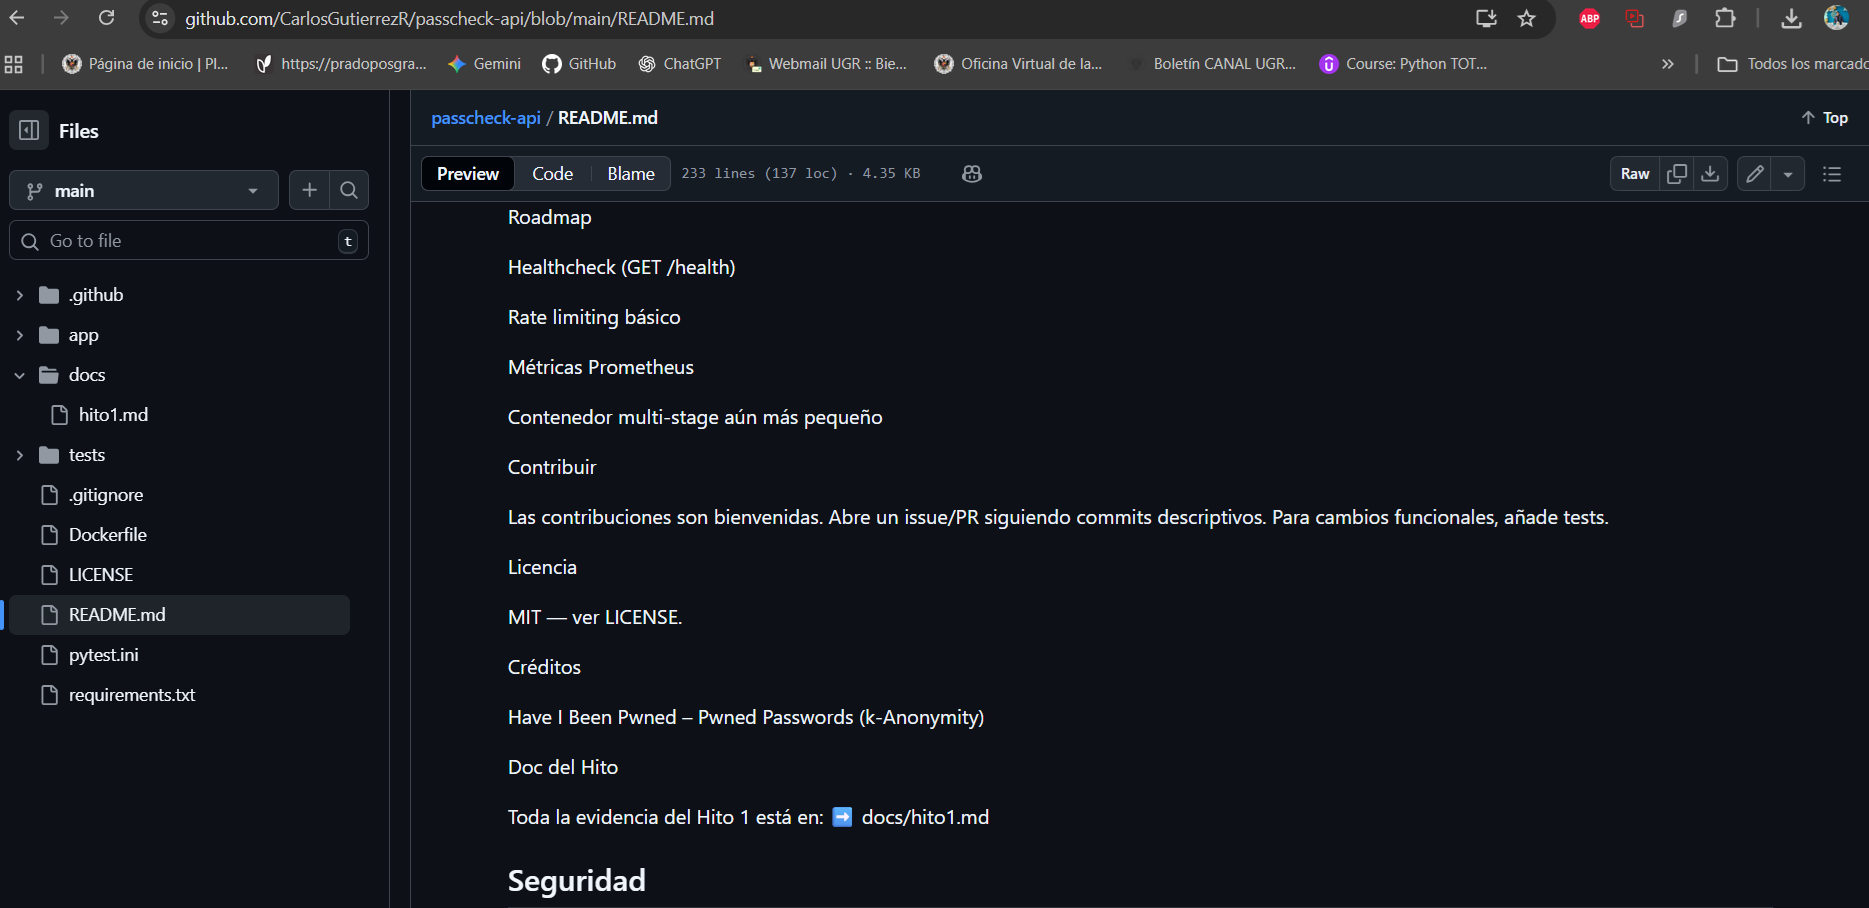 github.com/CarlosGutierrezR/passcheck-api/blob/main/README.md
ABP
Página de inicio | Pl...
https://pradoposgra...
Gemini
GitHub
ChatGPT
Webmail UGR :: Bie...
Oficina Virtual de la...
Boletín CANAL UGR...
Course: Python TOT...
»
Todos los marcado
Files
passcheck-api / README.md
Top
main
Preview
Code
Blame
233 lines (137 loc) · 4.35 KB
Raw
Go to file
t
.github
app
docs
hito1.md
tests
.gitignore
Dockerfile
LICENSE
README.md
pytest.ini
requirements.txt
Roadmap
Healthcheck (GET /health)
Rate limiting básico
Métricas Prometheus
Contenedor multi-stage aún más pequeño
Contribuir
Las contribuciones son bienvenidas. Abre un issue/PR siguiendo commits descriptivos. Para cambios funcionales, añade tests.
Licencia
MIT — ver LICENSE.
Créditos
Have I Been Pwned – Pwned Passwords (k-Anonymity)
Doc del Hito
Toda la evidencia del Hito 1 está en: ➡️ docs/hito1.md
Seguridad